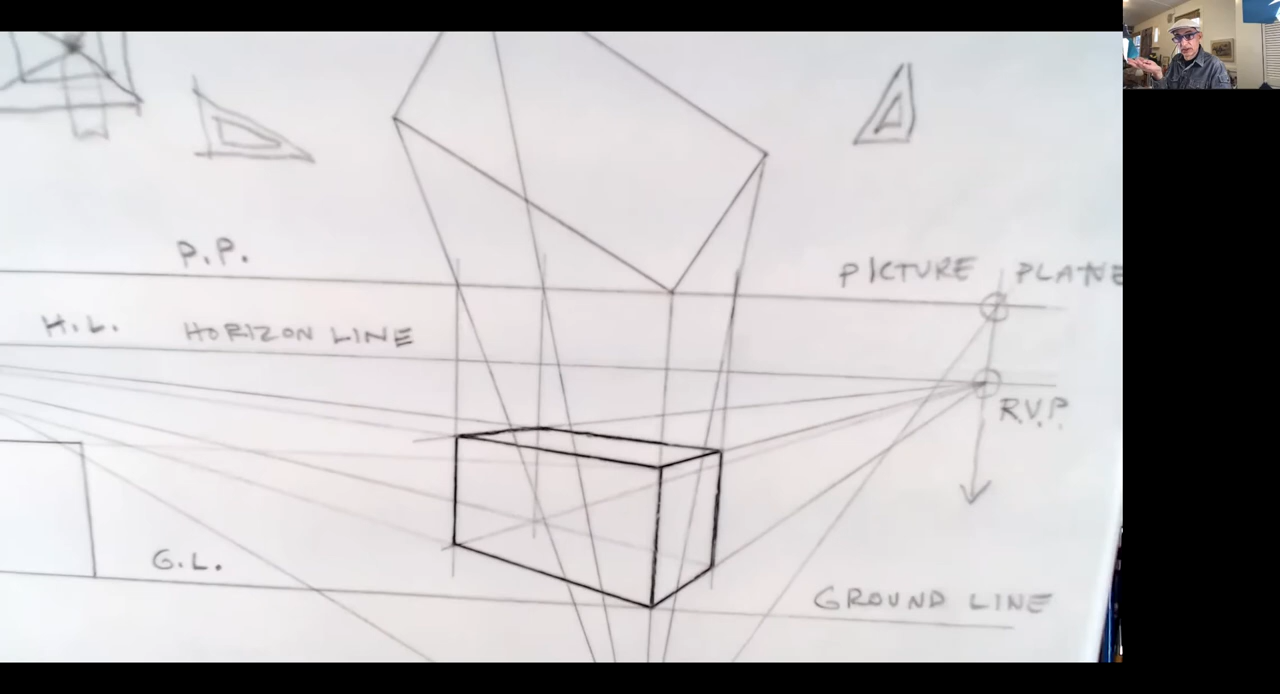 P.P.
PICTURE PLANE
H.L. HORIZON LINE
R.V.P.
G.L.
GROUND LINE